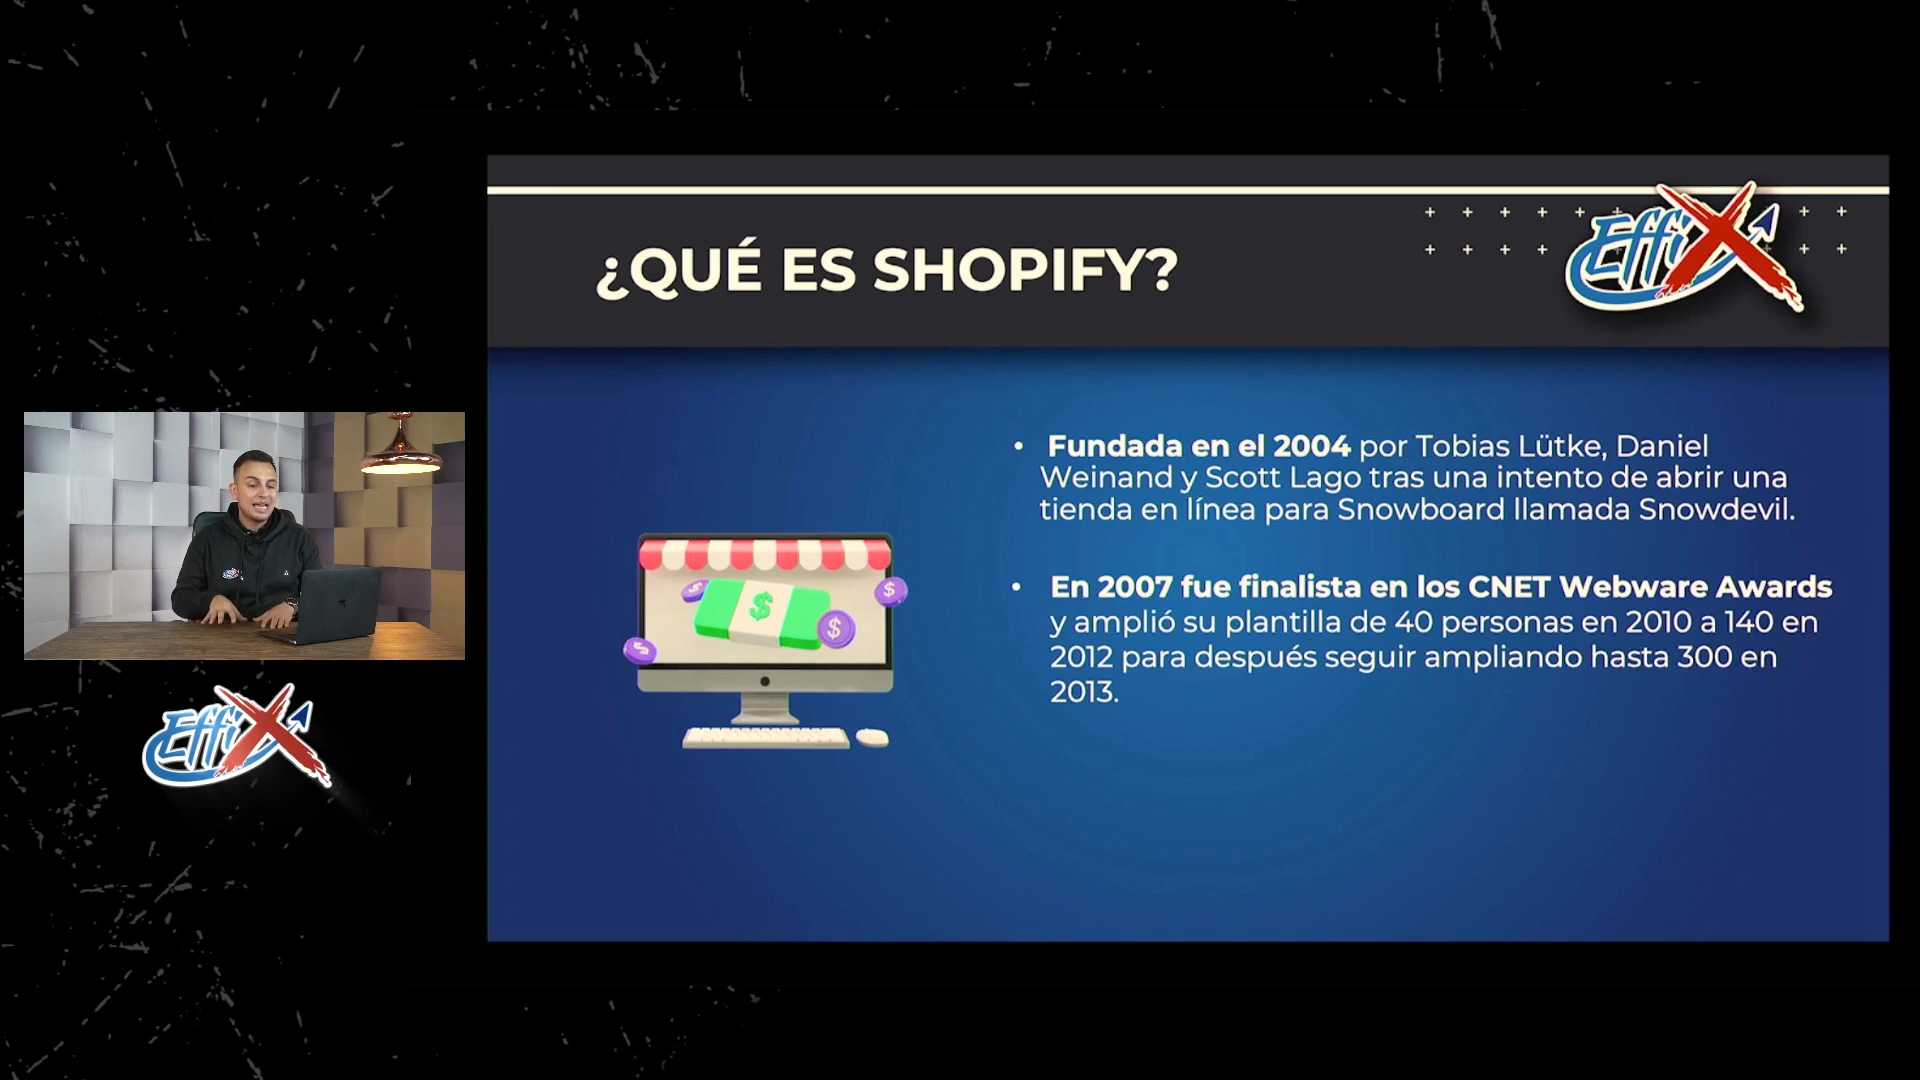 ¿QUÉ ES SHOPIFY?
EffiX
• Fundada en el 2004 por Tobias Lütke, Daniel
Weinand y Scott Lago tras una intento de abrir una
tienda en línea para Snowboard llamada Snowdevil.
• En 2007 fue finalista en los CNET Webware Awards
y amplió su plantilla de 40 personas en 2010 a 140 en
2012 para después seguir ampliando hasta 300 en
2013.
EffiX